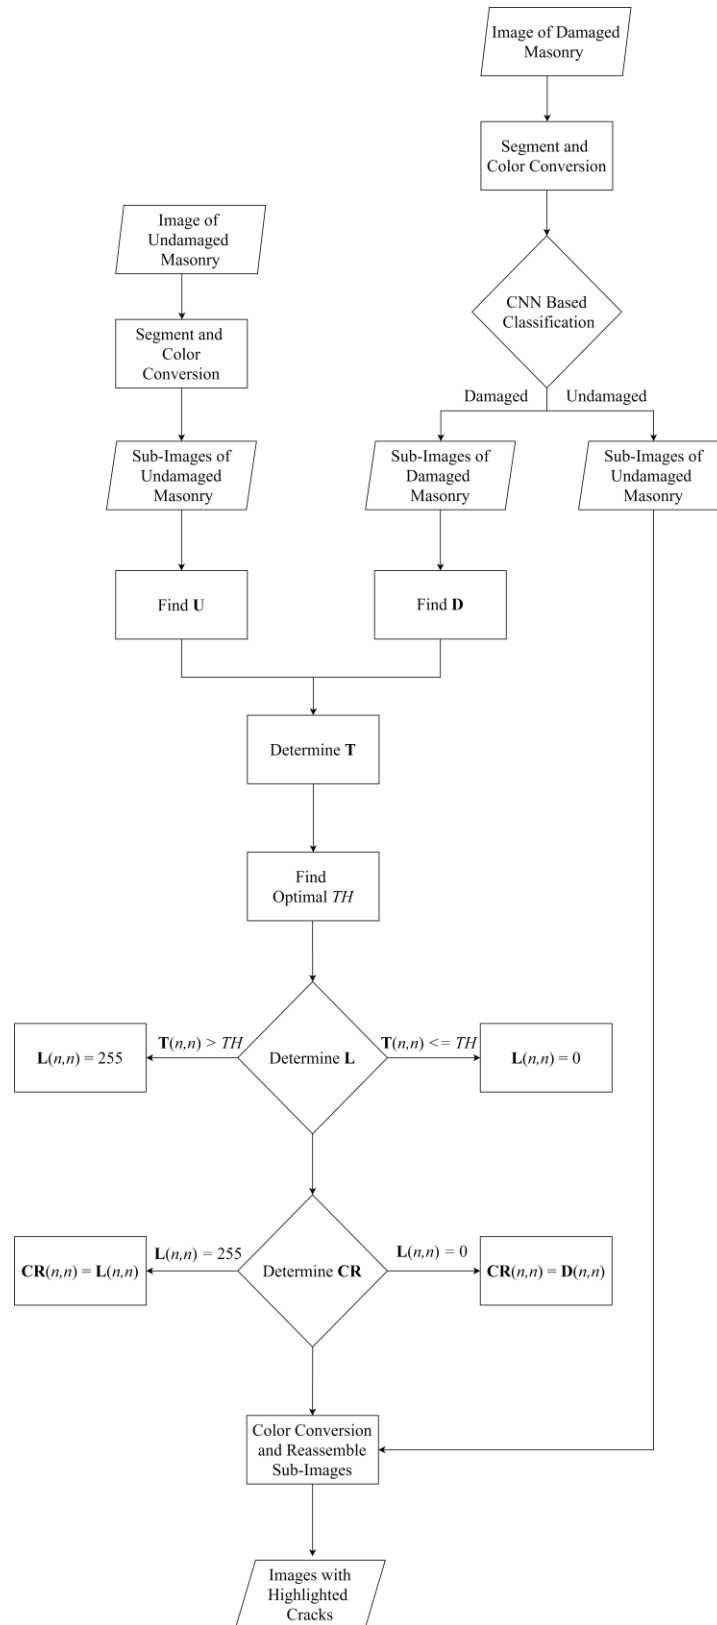 Image of Damaged
Masonry
Segment and
Color Conversion
Image of
Undamaged
Masonry
CNN Based
Classification
Segment and
Color
Conversion
Damaged
Undamaged
Sub-Images of
Undamaged
Masonry
Sub-Images of
Damaged
Masonry
Sub-Images of
Undamaged
Masonry
Find U
Find D
Determine T
Find
Optimal TH
L(n,n) = 255
T(n,n) > TH
Determine L
T(n,n) <= TH
L(n,n) = 0
CR(n,n) = L(n,n)
L(n,n) = 255
Determine CR
L(n,n) = 0
CR(n,n) = D(n,n)
Color Conversion
and Reassemble
Sub-Images
Images with
Highlighted
Cracks